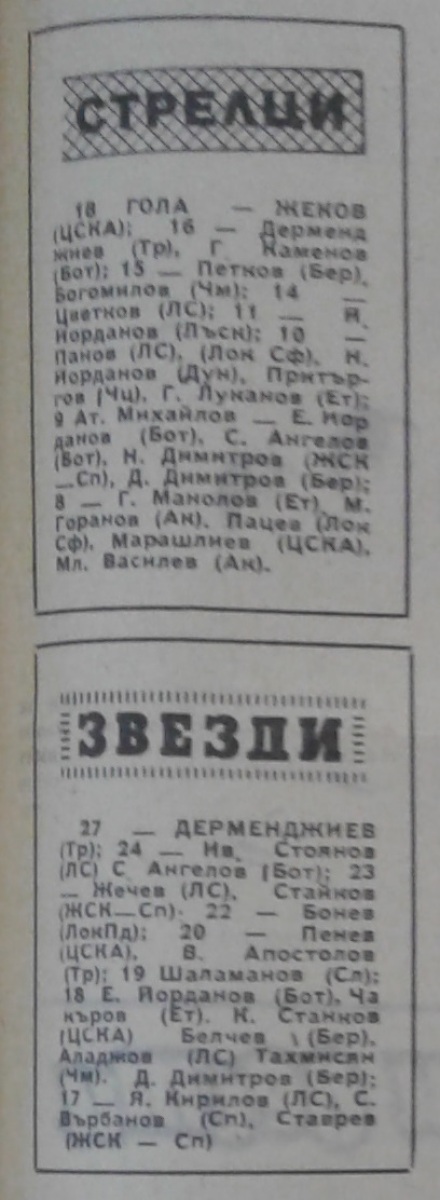 СТРЕЛЦИ
18 ГОЛА — ЖЕКОВ
(ЦСКА); 16 — Дерменд
жиев (Тр), Г. Каменов
(Бот); 15 — Петков (Бер),
Богомилов (Чм); 14 —
Цветков (ЛС); 11 —
Йорданов (Лъск); 10 —
Панов (ЛС), (Лок Сф), Н.
Йорданов (Дун), Притър-
гов (Чц), Г. Луканов (Ет);
9 Ат. Михайлов — Е. Йор
данов (Бот), С. Ангелов
(Бот), Н. Димитров (ЖСК
—Сп), Д. Димитров (Бер);
8 — Г. Манолов (Ет), М.
Горанов (Ак), Пацев (Лок
Сф), Марашлиев (ЦСКА),
Мл. Василев (Ак).
ЗВЕЗДИ
27 — ДЕРМЕНДЖИЕВ
(Тр); 24 — Ив. Стоянов
(ЛС) С. Ангелов (Бот); 23
— Жечев (ЛС), Станков
(ЖСК—Сп). 22 — Бонев
(ЛокПд); 20 — Пенев
(ЦСКА), В. Апостолов
(Тр); 19 Шаламанов (Сл);
18 Е. Йорданов (Бот), Ча
къров (Ет). К. Станков
(ЦСКА) Белчев (Бер),
Аладжов (ЛС) Тахмисян
(Чм). Д. Димитров (Бер);
17 — Я. Кирилов (ЛС), С.
Върбанов (Сп), Ставрев
(ЖСК — Сп)